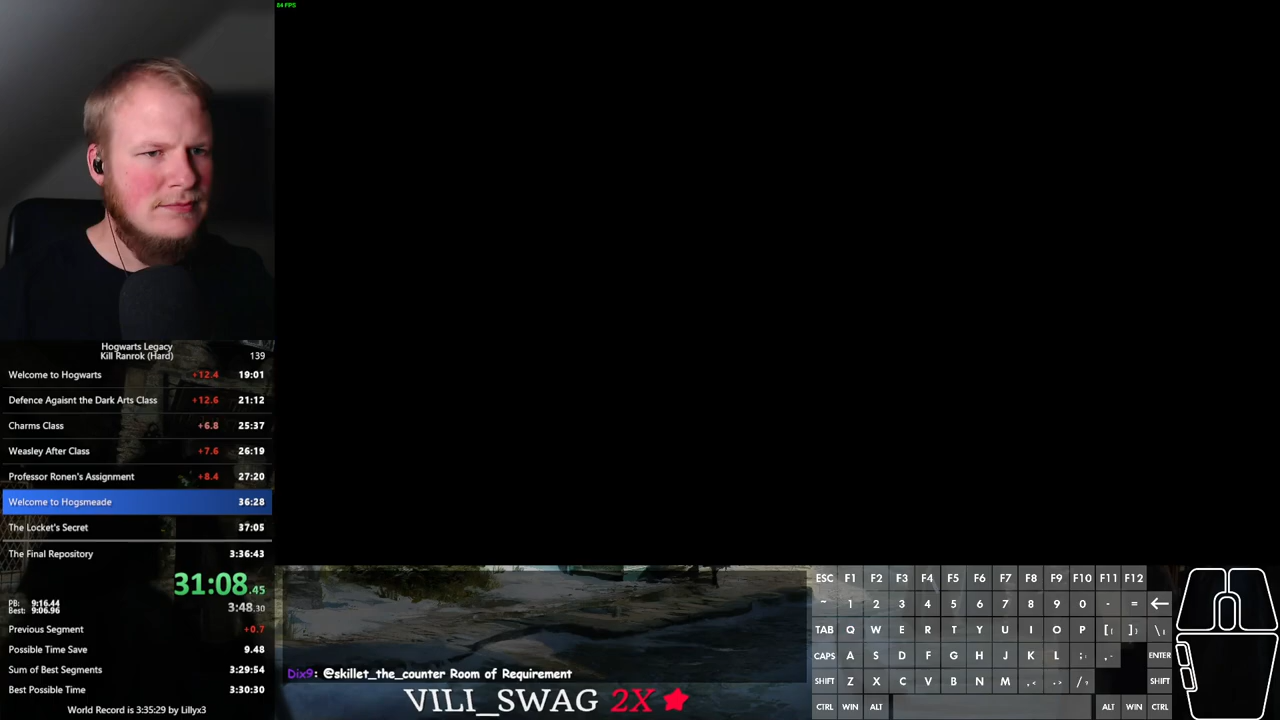 84 FPS
Hogwarts Legacy
Kill Ranrok (Hard) 139
Welcome to Hogwarts +12.4 19:01
Defence Agaisnt the Dark Arts Class +12.6 21:12
Charms Class +6.8 25:37
Weasley After Class +7.6 26:19
Professor Ronen's Assignment +8.4 27:20
Welcome to Hogsmeade 36:28
The Locket's Secret 37:05
The Final Repository 3:36:43
31:08.45
PB: 9:16.44 3:48.30
Best: 9:06.96
Previous Segment +0.7
Possible Time Save 9.48
Sum of Best Segments 3:29:54
Best Possible Time 3:30:30
World Record is 3:35:29 by Lillyx3
Dix9: @skillet_the_counter Room of Requirement
VILI_SWAG 2X
ESC F1 F2 F3 F4 F5 F6 F7 F8 F9 F10 F11 F12
~ 1 2 3 4 5 6 7 8 9 0 - = ←
TAB Q W E R T Y U I O P [{ ]} \|
CAPS A S D F G H J K L ;: ,. ENTER
SHIFT Z X C V B N M ,< .> /? SHIFT
CTRL WIN ALT ALT WIN CTRL